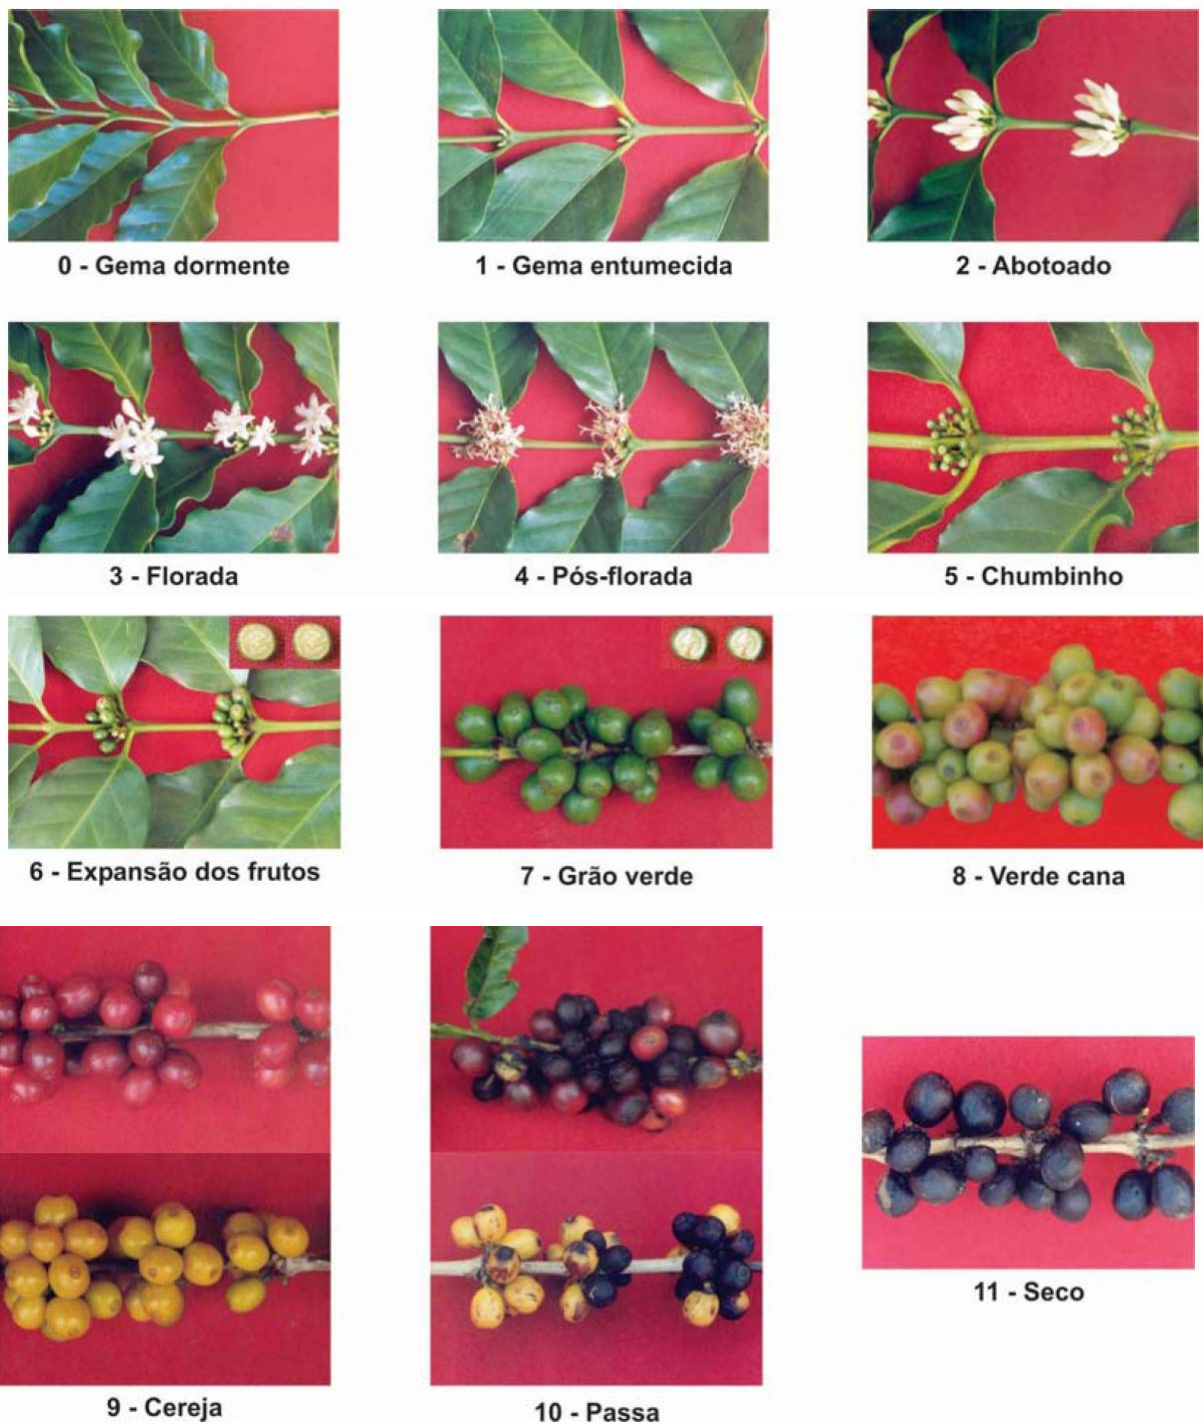 0 - Gema dormente
1 - Gema entumecida
2 - Abotoado
3 - Florada
4 - Pós-florada
5 - Chumbinho
6 - Expansão dos frutos
7 - Grão verde
8 - Verde cana
9 - Cereja
10 - Passa
11 - Seco